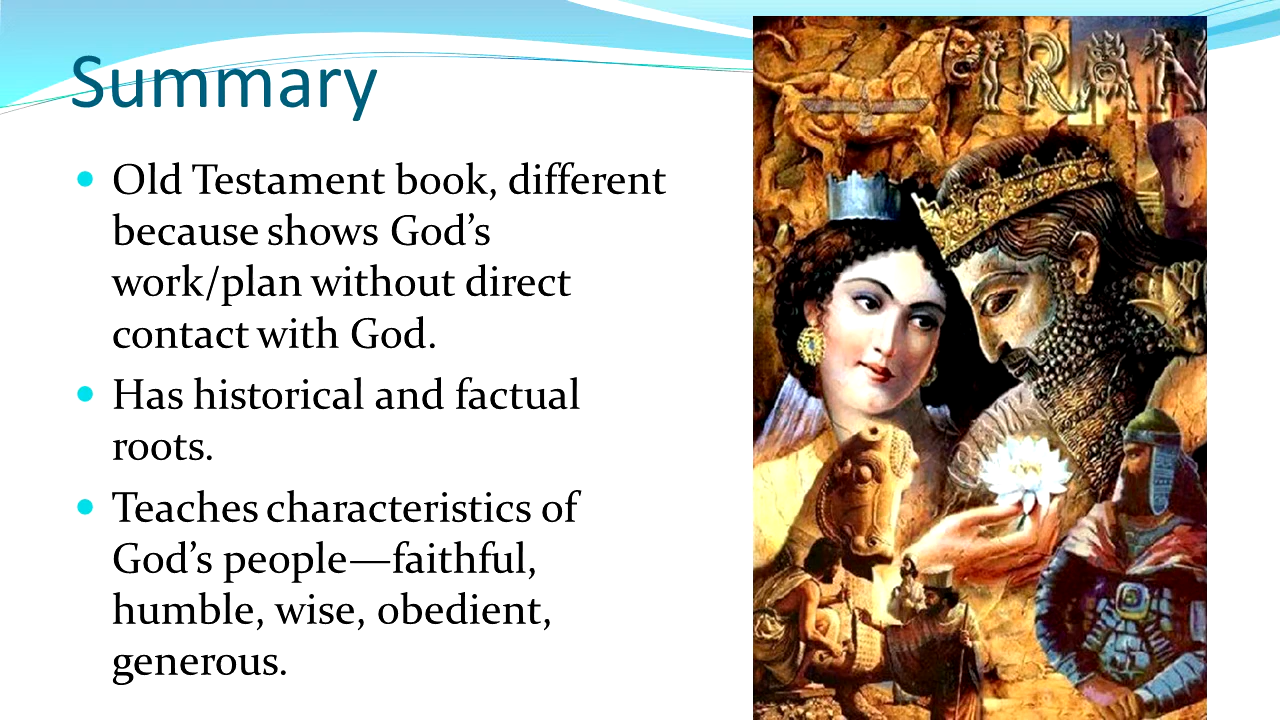 Summary
Old Testament book, different
because shows God's
work/plan without direct
contact with God.
Has historical and factual
roots.
Teaches characteristics of
God's people—faithful,
humble, wise, obedient,
generous.
IRAN